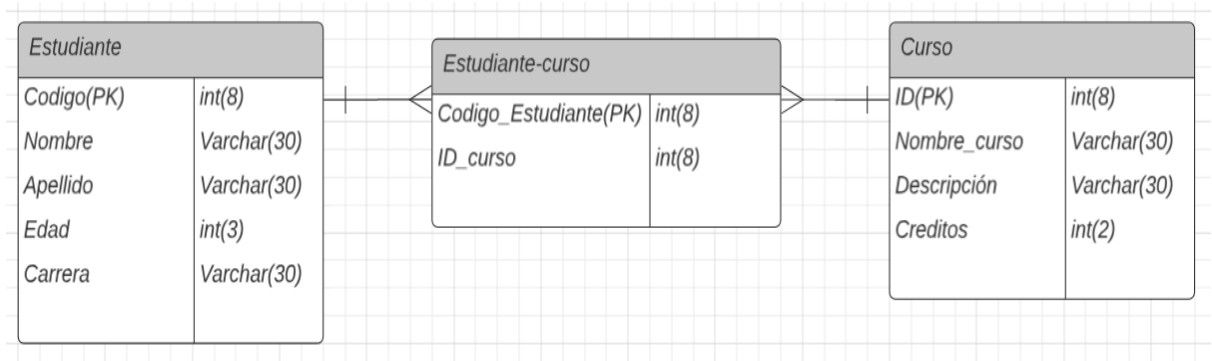 Estudiante
Codigo(PK) int(8)
Nombre Varchar(30)
Apellido Varchar(30)
Edad int(3)
Carrera Varchar(30)
Estudiante-curso
Codigo_Estudiante(PK) int(8)
ID_curso int(8)
Curso
ID(PK) int(8)
Nombre_curso Varchar(30)
Descripción Varchar(30)
Creditos int(2)